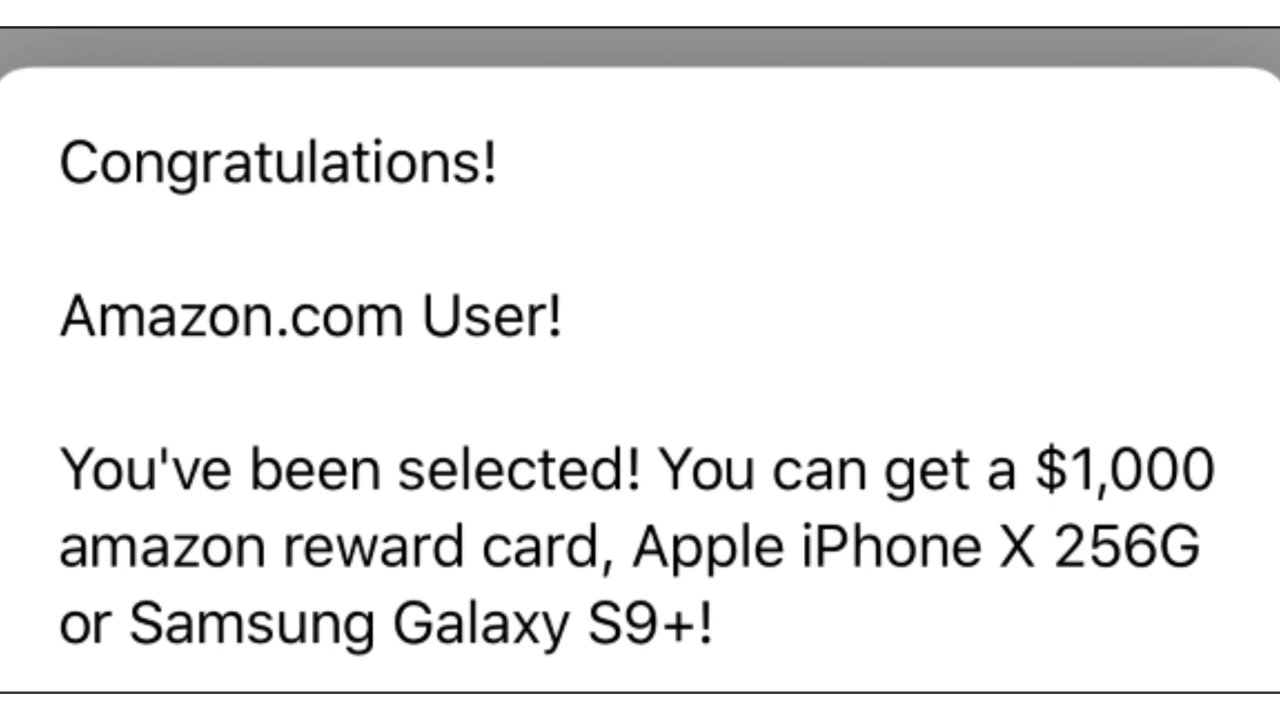 Congratulations!
Amazon.com User!
You've been selected! You can get a $1,000
amazon reward card, Apple iPhone X 256G
or Samsung Galaxy S9+!